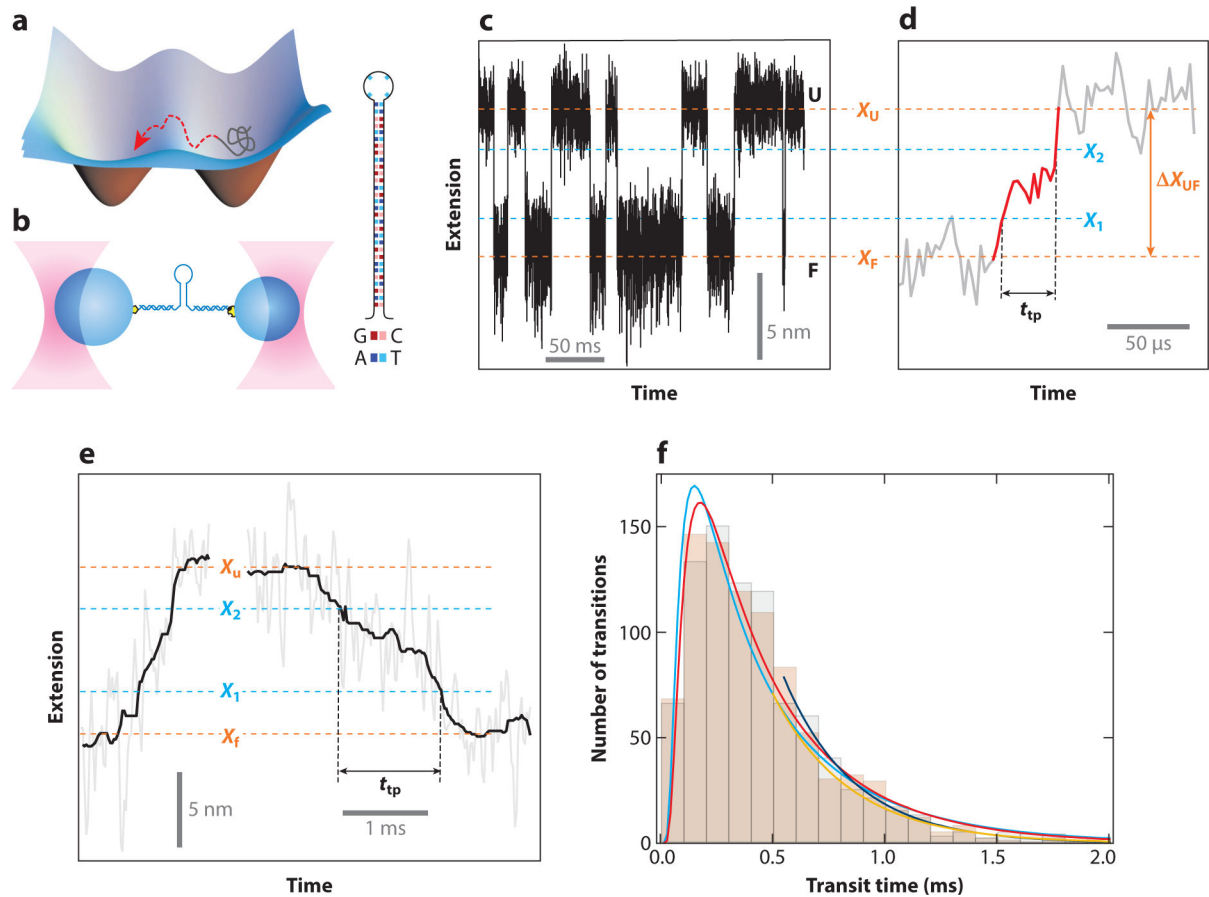 a
b
G C
A T
c
Extension
U
F
50 ms
5 nm
Time
X_U
X_2
X_1
X_F
d
ΔX_UF
t_tp
50 μs
Time
e
Extension
X_u
X_2
X_1
X_f
t_tp
5 nm
1 ms
Time
f
Number of transitions
150
100
50
0
0.0 0.5 1.0 1.5 2.0
Transit time (ms)